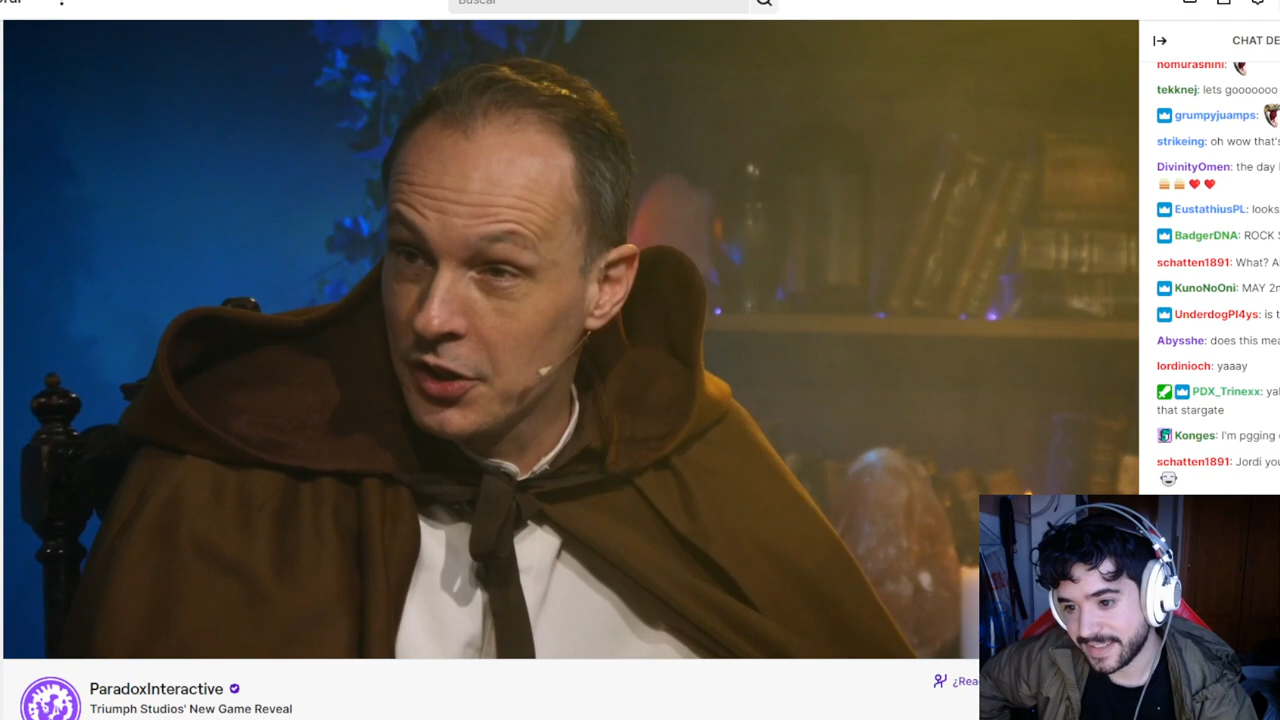 Buscar
CHAT DE
nomurashini:
tekknej: lets gooooooo
grumpyjuamps:
strikeing: oh wow that's
DivinityOmen: the day
EustathiusPL: looks
BadgerDNA: ROCK
schatten1891: What?
KunoNoOni: MAY 2n
UnderdogPl4ys: is
Abysshe: does this mea
lordinioch: yaaay
PDX_Trinexx: yal
that stargate
Konges: I'm pgging
schatten1891: Jordi you
ParadoxInteractive
¿Rea
Triumph Studios' New Game Reveal